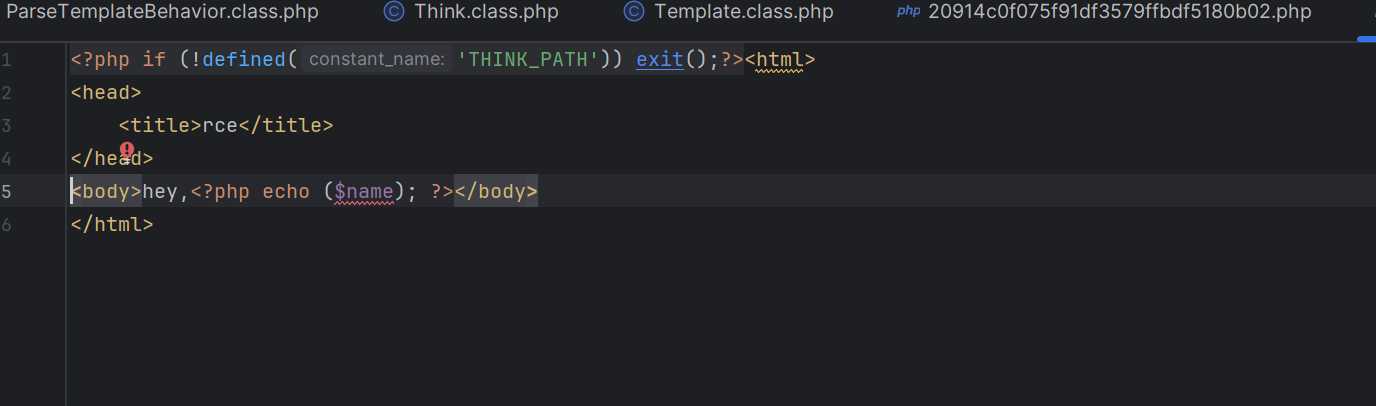 ParseTemplateBehavior.class.php Think.class.php Template.class.php php 20914c0f075f91df3579ffbdf5180b02.php
1 <?php if (!defined( constant_name: 'THINK_PATH')) exit();?><html>
2 <head>
3 <title>rce</title>
4 </head>
5 <body>hey,<?php echo ($name); ?></body>
6 </html>